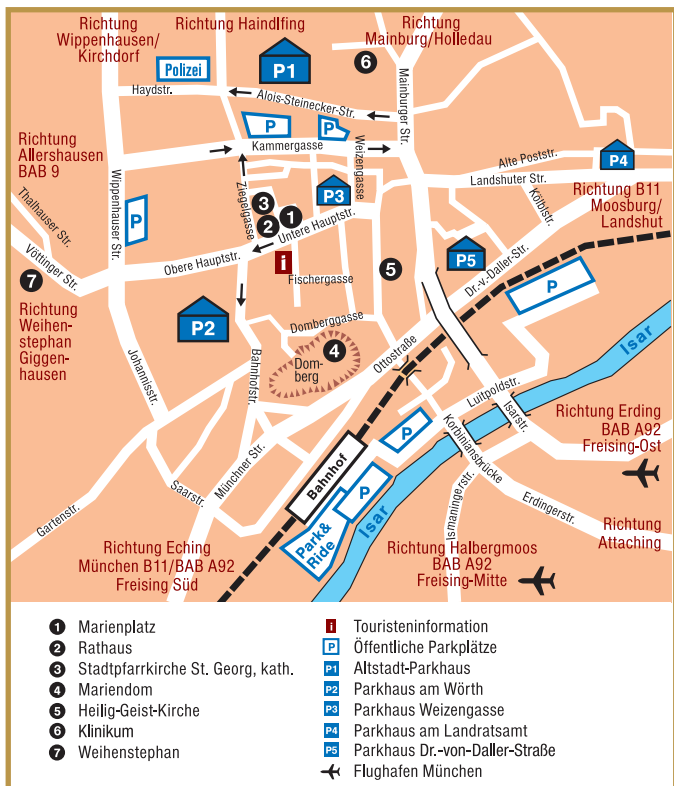 Richtung
Wippenhausen/
Kirchdorf
Richtung Haindlfing
Richtung
Mainburg/Holledau
6
Polizei
P1
Haydstr.
Alois-Steinecker-Str.
Mainburger Str.
P
P
Kammergasse
Weizengasse
Richtung
Allershausen
BAB 9
Wippenhauser Str.
Ziegelgasse
Alte Poststr.
P4
Landshuter Str.
Kölblstr.
Richtung B11
Moosburg/
Landshut
Thalhauser Str.
Vöttinger Str.
P
P3
3
2
1
Untere Hauptstr.
Obere Hauptstr.
i
Fischergasse
5
P5
Dr.-v.-Daller-Str.
P
7
Richtung
Weihen-
stephan
Giggen-
hausen
P2
Domberggasse
4
Dom-
berg
Ottostraße
Isar
Johannisstr.
Bahnhofstr.
Luitpoldstr.
Isarstr.
Richtung Erding
BAB A92
Freising-Ost
P
Korbiniansbrücke
Münchner Str.
Bahnhof
P
Saarstr.
Gartenstr.
Park&
Ride
Isar
Ismaningerstr.
Erdingerstr.
Richtung
Attaching
Richtung Eching
München B11/BAB A92
Freising Süd
Richtung Halbergmoos
BAB A92
Freising-Mitte
1 Marienplatz
2 Rathaus
3 Stadtpfarrkirche St. Georg, kath.
4 Mariendom
5 Heilig-Geist-Kirche
6 Klinikum
7 Weihenstephan
i Touristeninformation
P Öffentliche Parkplätze
P1 Altstadt-Parkhaus
P2 Parkhaus am Wörth
P3 Parkhaus Weizengasse
P4 Parkhaus am Landratsamt
P5 Parkhaus Dr.-von-Daller-Straße
Flughafen München